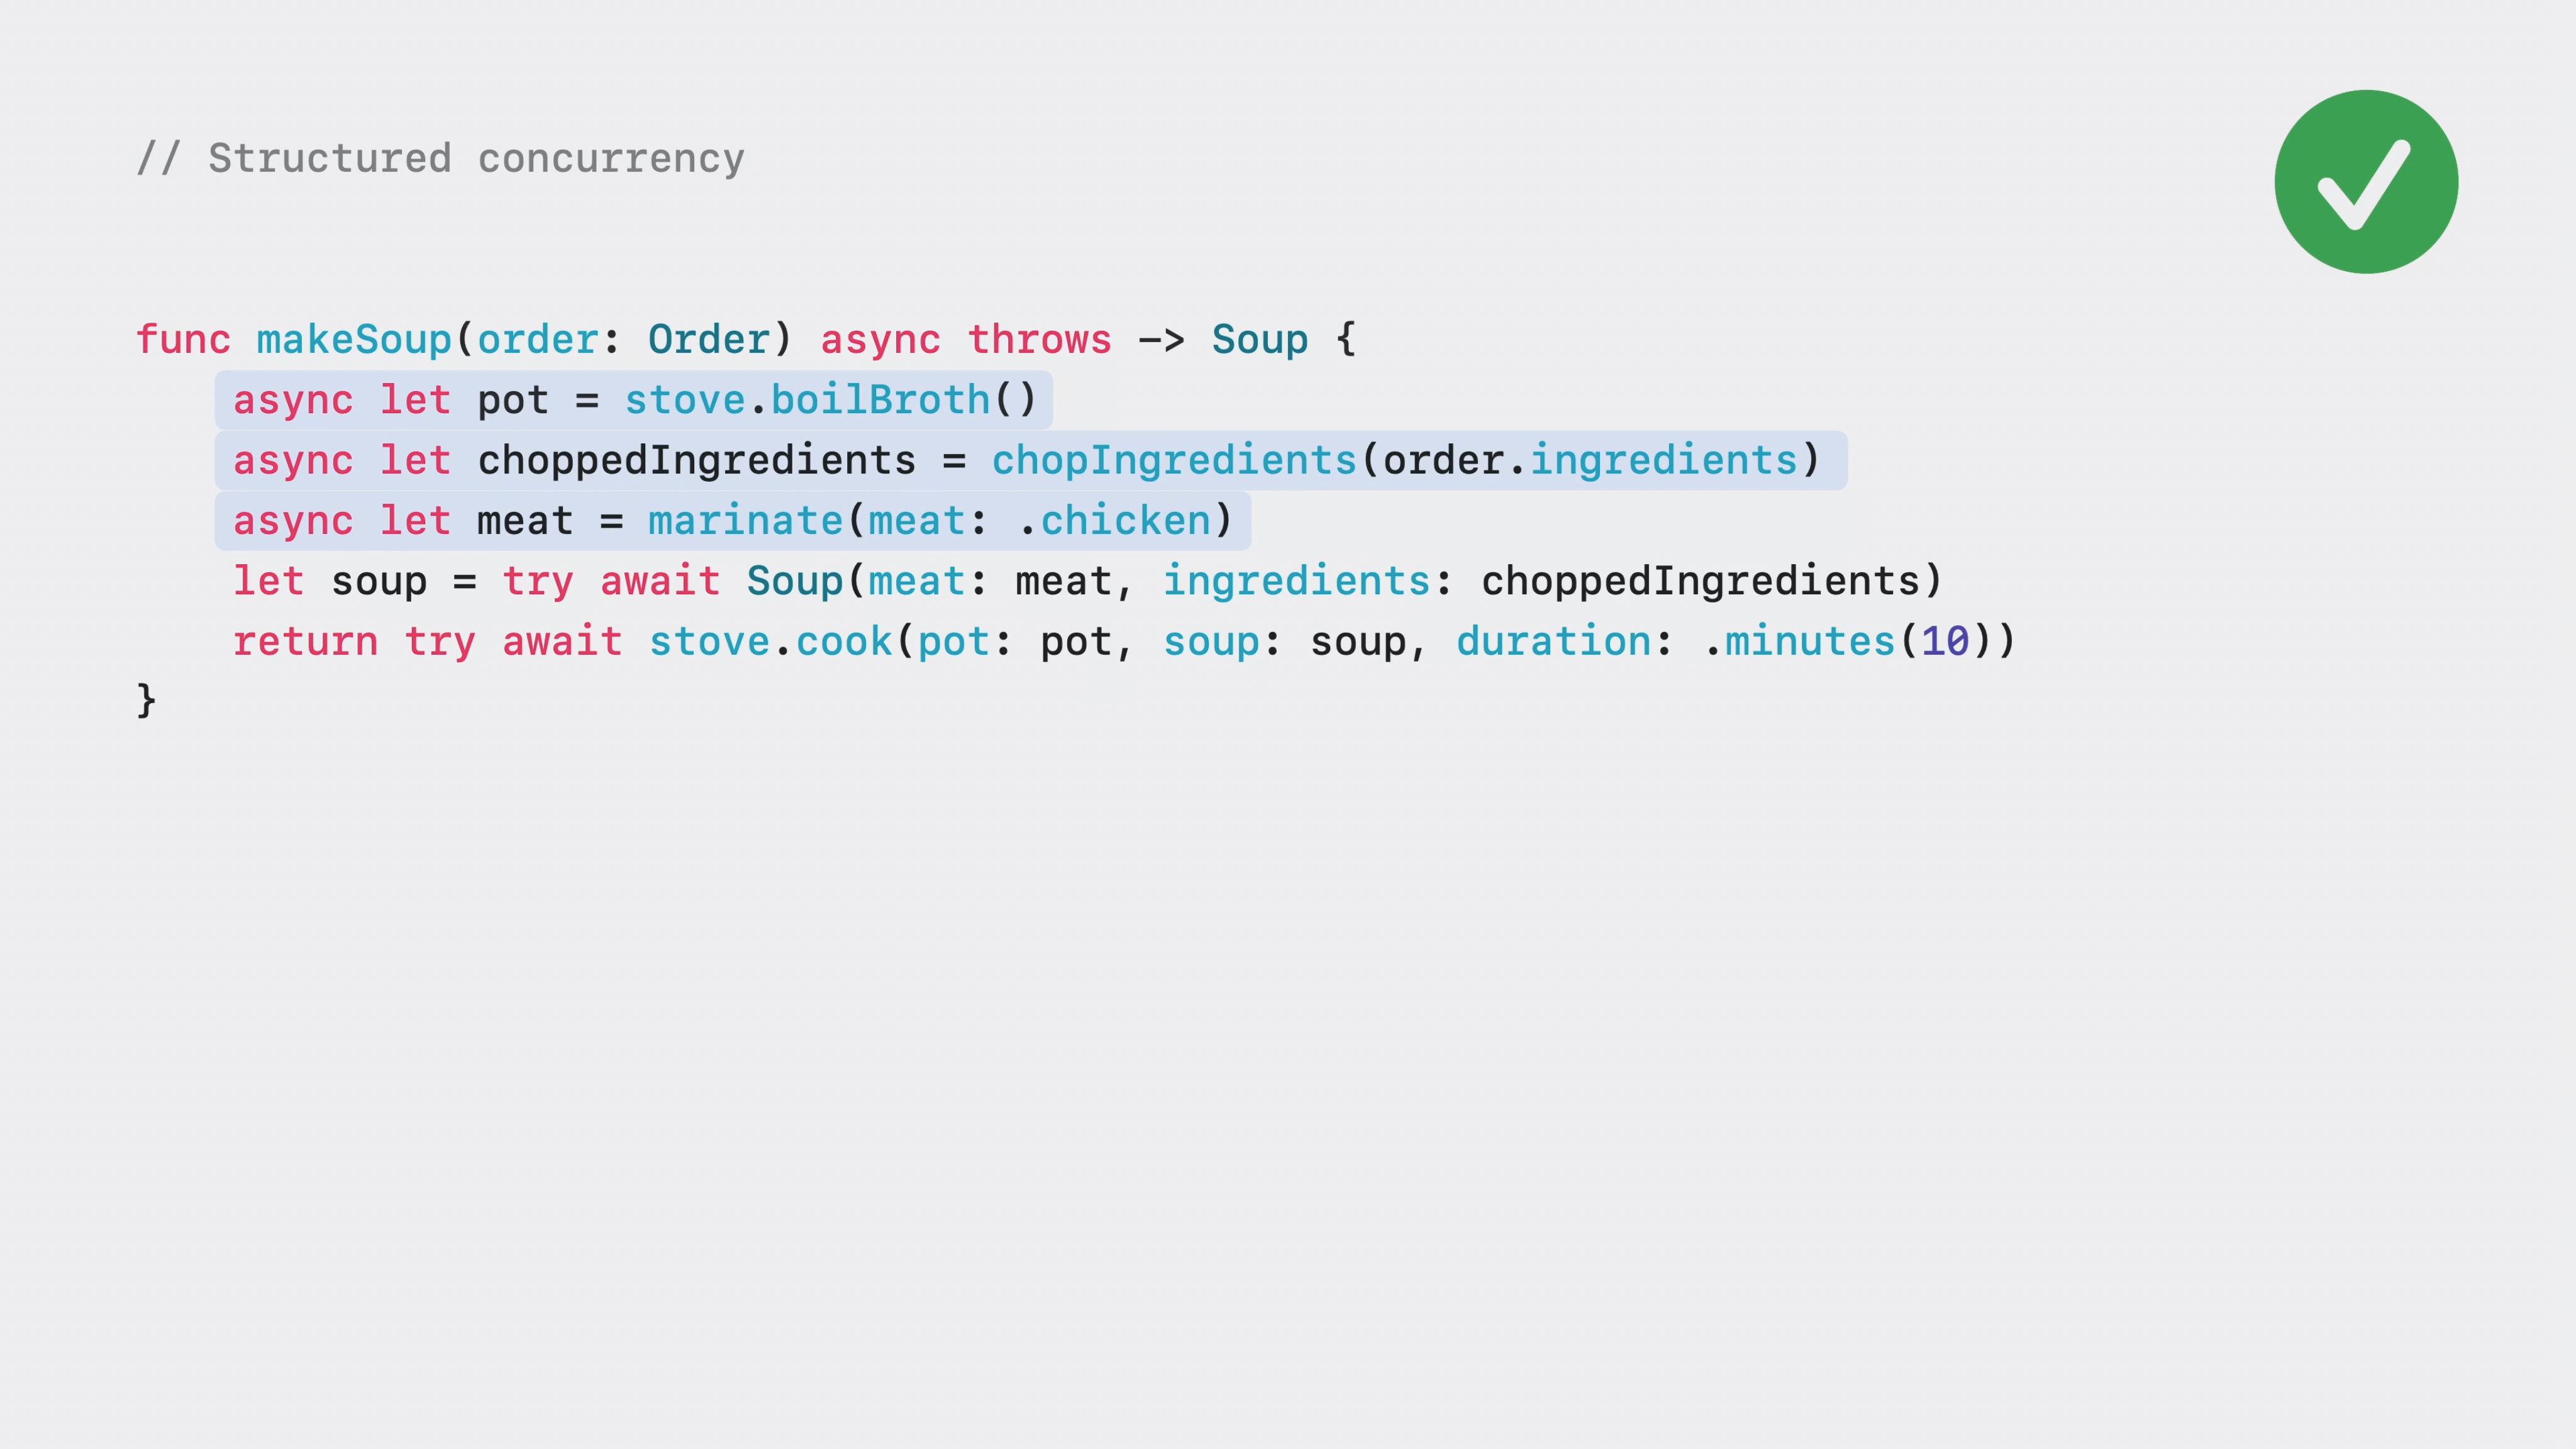 // Structured concurrency
func makeSoup(order: Order) async throws -> Soup {
    async let pot = stove.boilBroth()
    async let choppedIngredients = chopIngredients(order.ingredients)
    async let meat = marinate(meat: .chicken)
    let soup = try await Soup(meat: meat, ingredients: choppedIngredients)
    return try await stove.cook(pot: pot, soup: soup, duration: .minutes(10))
}